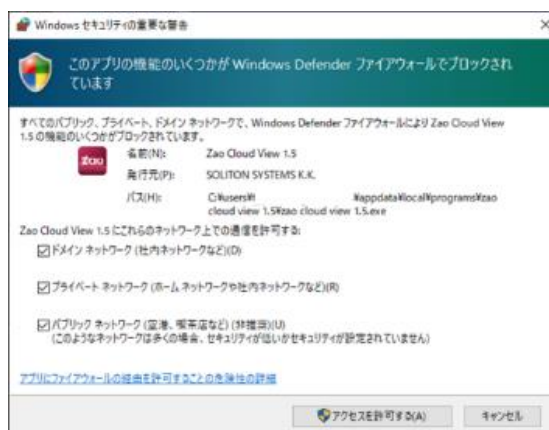 Windows セキュリティの重要な警告
このアプリの機能のいくつかが Windows Defender ファイアウォールでブロックされ
ています
すべてのパブリック、プライベート、ドメイン ネットワークで、Windows Defender ファイアウォールにより Zao Cloud View
1.5 の機能のいくつかがブロックされています。
Zao
名前(N): Zao Cloud View 1.5
発行元(P): SOLITON SYSTEMS K.K.
パス(H): C:¥users¥ ¥appdata¥local¥programs¥zao
cloud view 1.5¥zao cloud view 1.5.exe
Zao Cloud View 1.5 にこれらのネットワーク上での通信を許可する:
ドメイン ネットワーク (社内ネットワークなど)(D)
プライベート ネットワーク (ホーム ネットワークや社内ネットワークなど)(R)
パブリック ネットワーク (空港、喫茶店など) (非推奨)(U)
(このようなネットワークは多くの場合、セキュリティが低いかセキュリティが設定されていません)
アプリにファイアウォールの経由を許可することの危険性の詳細
アクセスを許可する(A) キャンセル